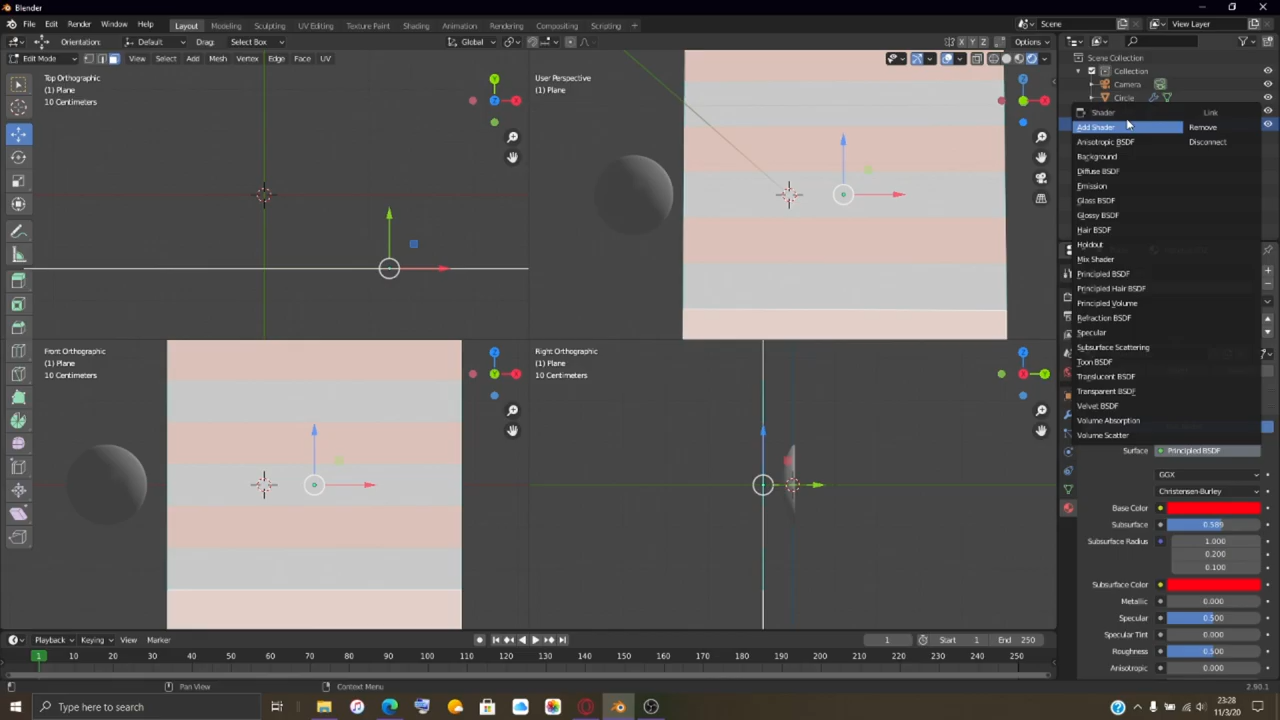 Blender
File Edit Render Window Help Layout Modeling Sculpting UV Editing Texture Paint Shading Animation Rendering Compositing Scripting + Scene View Layer
Orientation: Default Drag: Select Box Global X Y Z Options
Edit Mode View Select Add Mesh Vertex Edge Face UV
Top Orthographic
(1) Plane
10 Centimeters
User Perspective
(1) Plane
Front Orthographic
(1) Plane
10 Centimeters
Right Orthographic
(1) Plane
10 Centimeters
Scene Collection
Collection
Camera
Circle
Shader Link
Add Shader Remove
Anisotropic BSDF Disconnect
Background
Diffuse BSDF
Emission
Glass BSDF
Glossy BSDF
Hair BSDF
Holdout
Mix Shader
Principled BSDF
Principled Hair BSDF
Principled Volume
Refraction BSDF
Specular
Subsurface Scattering
Toon BSDF
Translucent BSDF
Transparent BSDF
Velvet BSDF
Volume Absorption
Volume Scatter
Surface Principled BSDF
GGX
Christensen-Burley
Base Color
Subsurface 0.589
Subsurface Radius 1.000
0.200
0.100
Subsurface Color
Metallic 0.000
Specular 0.500
Specular Tint 0.000
Roughness 0.500
Anisotropic 0.000
Playback Keying View Marker 1 Start 1 End 250
1 10 20 30 40 50 60 70 80 90 100 110 120 130 140 150 160 170 180 190 200 210 220 230 240 250
Pan View Context Menu 2.90.1
Type here to search
23:28
11/3/20